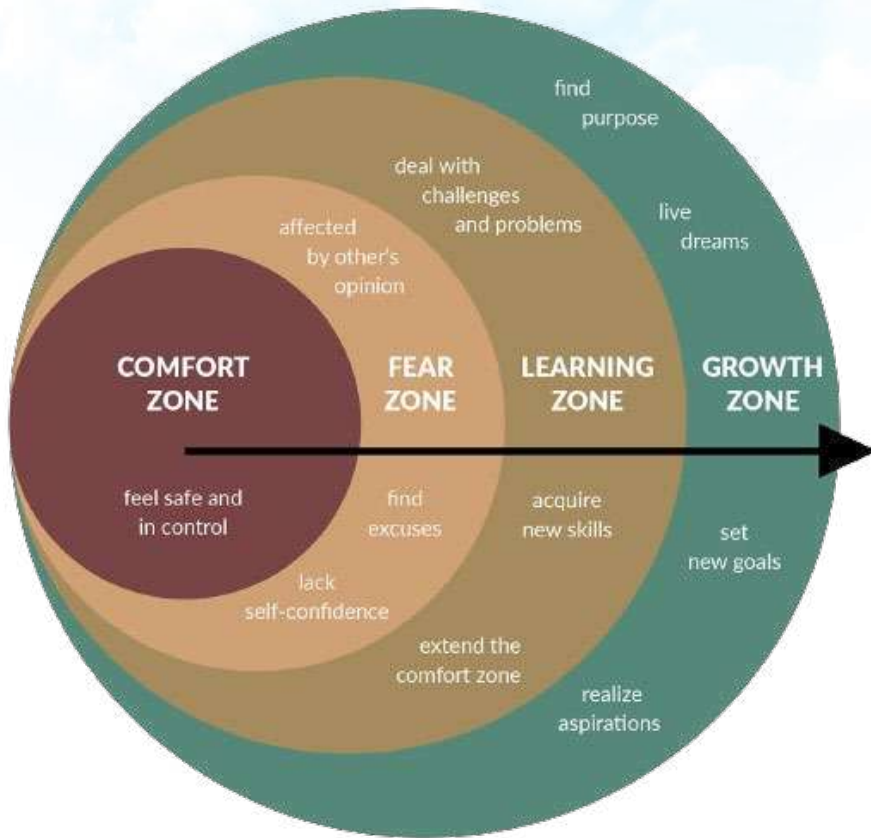 find
purpose
deal with
challenges
and problems
live
dreams
affected
by other's
opinion
COMFORT
ZONE
FEAR
ZONE
LEARNING
ZONE
GROWTH
ZONE
feel safe and
in control
find
excuses
acquire
new skills
set
new goals
lack
self-confidence
extend the
comfort zone
realize
aspirations